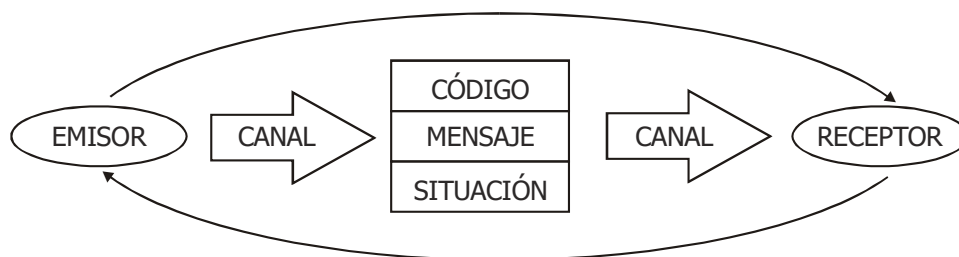 CÓDIGO
EMISOR
CANAL
MENSAJE
CANAL
RECEPTOR
SITUACIÓN